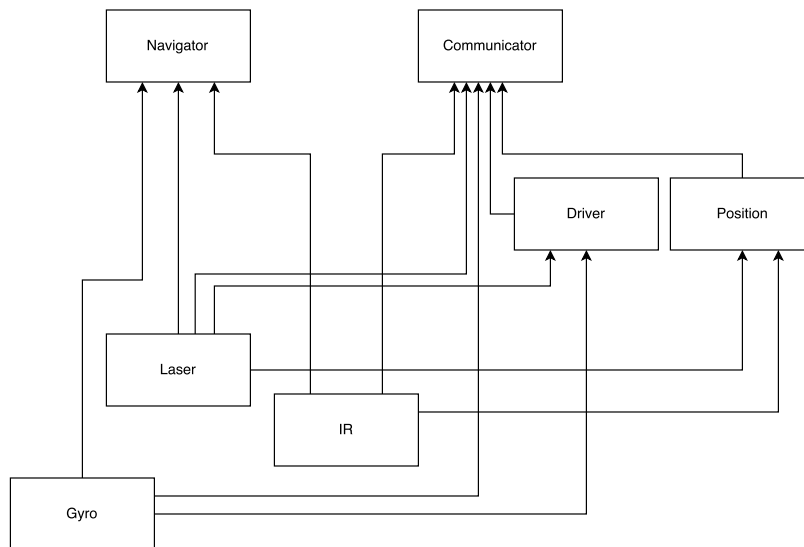 Navigator
Communicator
Driver
Position
Laser
IR
Gyro